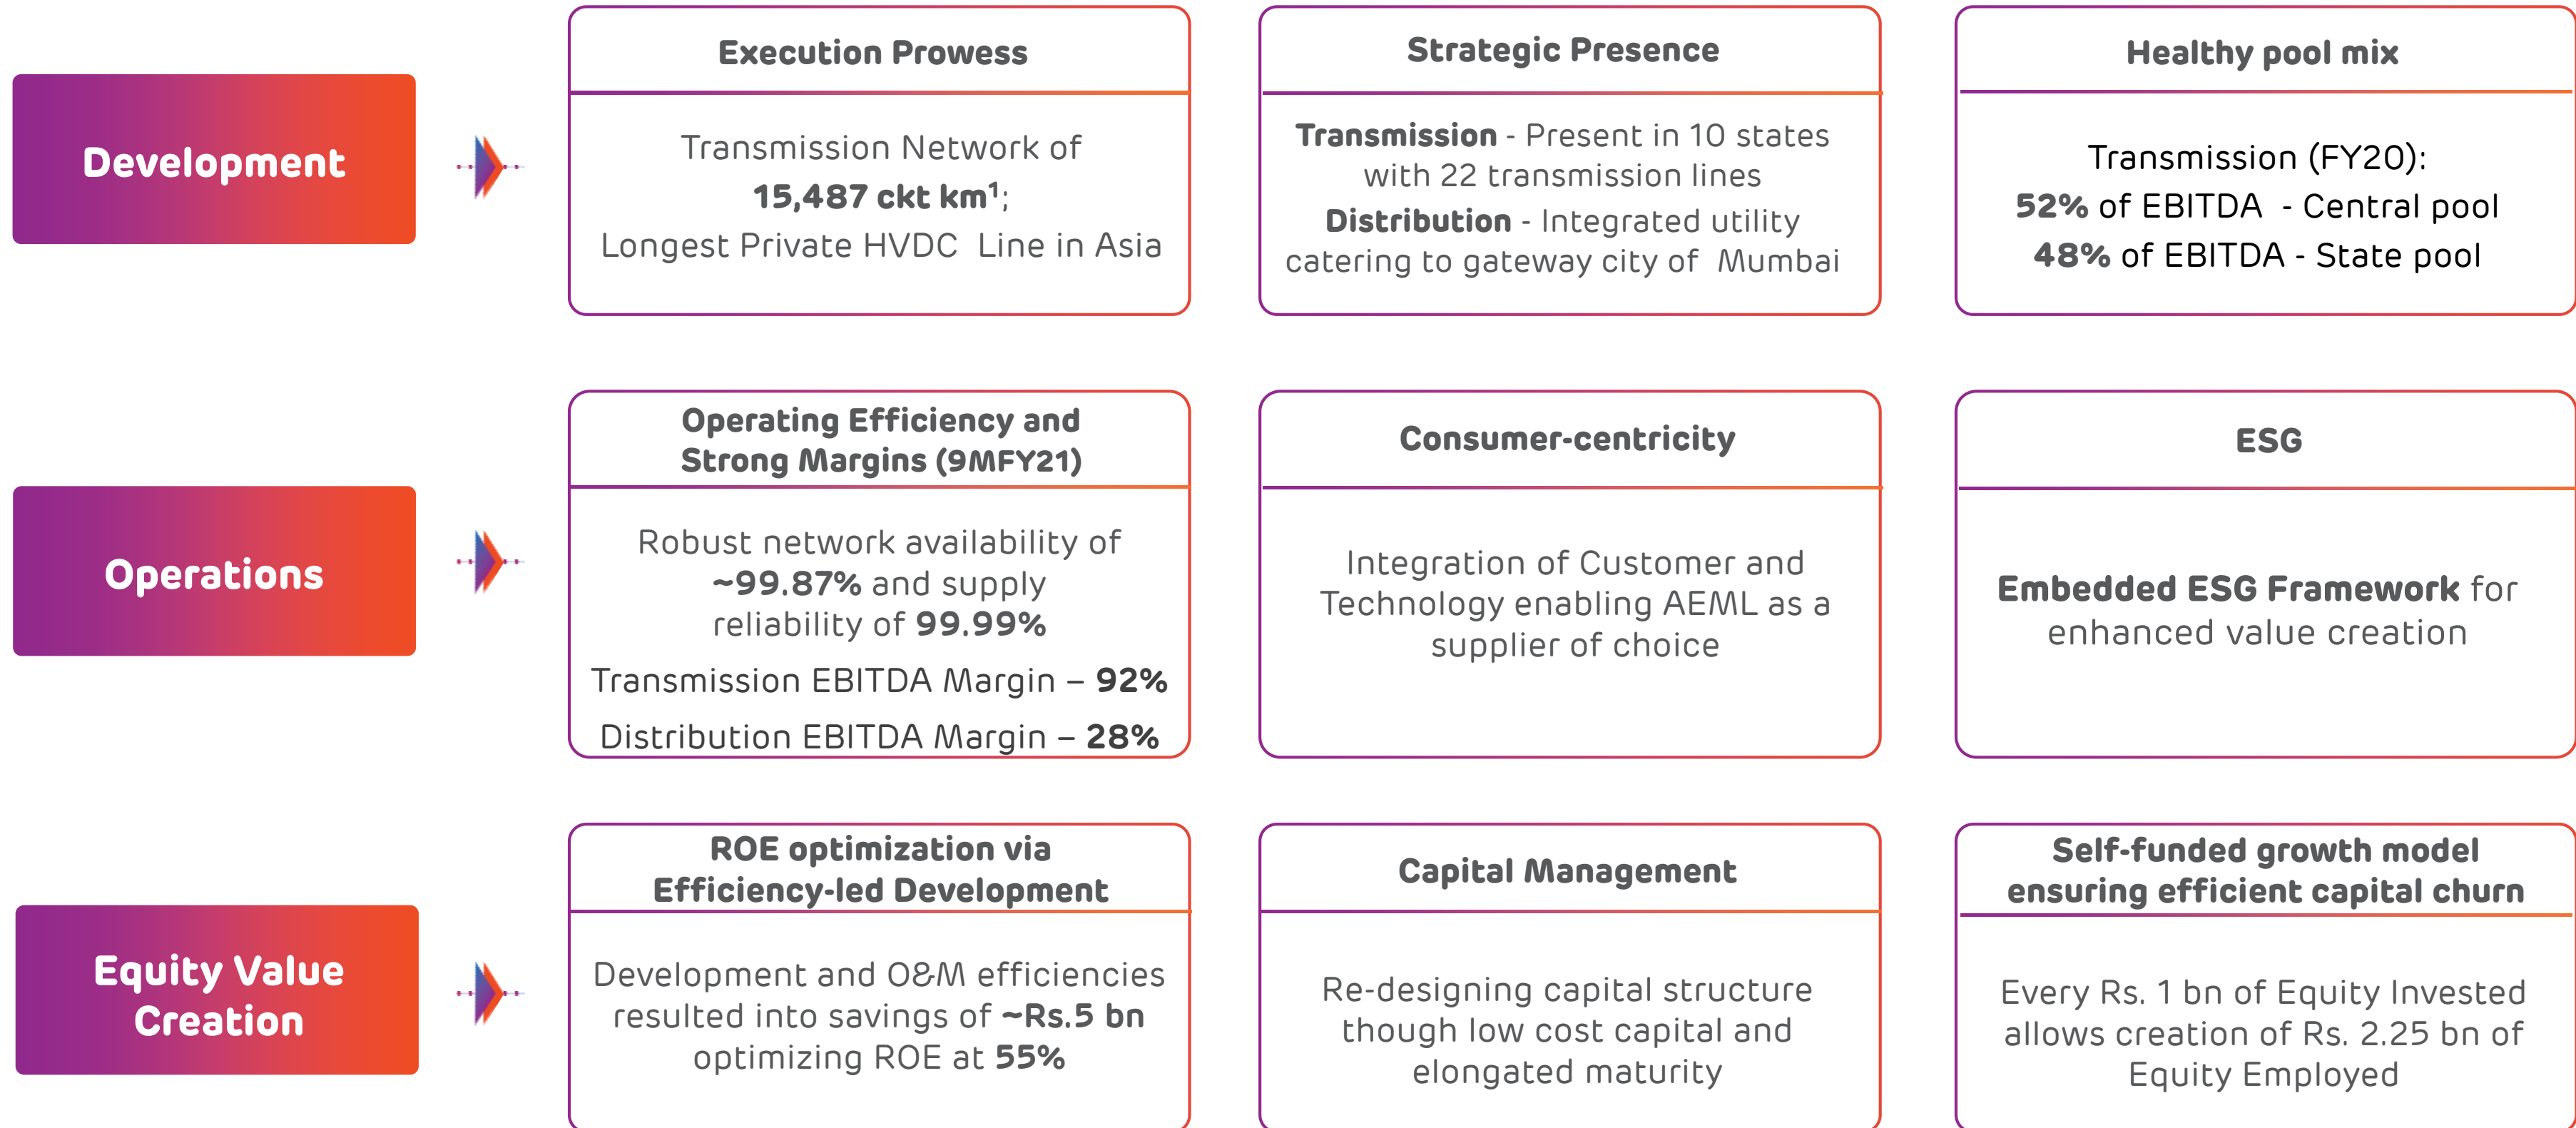 Development
Execution Prowess
Transmission Network of
15,487 ckt km¹;
Longest Private HVDC Line in Asia
Strategic Presence
Transmission - Present in 10 states
with 22 transmission lines
Distribution - Integrated utility
catering to gateway city of Mumbai
Healthy pool mix
Transmission (FY20):
52% of EBITDA - Central pool
48% of EBITDA - State pool
Operations
Operating Efficiency and
Strong Margins (9MFY21)
Robust network availability of
~99.87% and supply
reliability of 99.99%
Transmission EBITDA Margin – 92%
Distribution EBITDA Margin – 28%
Consumer-centricity
Integration of Customer and
Technology enabling AEML as a
supplier of choice
ESG
Embedded ESG Framework for
enhanced value creation
Equity Value
Creation
ROE optimization via
Efficiency-led Development
Development and O&M efficiencies
resulted into savings of ~Rs.5 bn
optimizing ROE at 55%
Capital Management
Re-designing capital structure
though low cost capital and
elongated maturity
Self-funded growth model
ensuring efficient capital churn
Every Rs. 1 bn of Equity Invested
allows creation of Rs. 2.25 bn of
Equity Employed